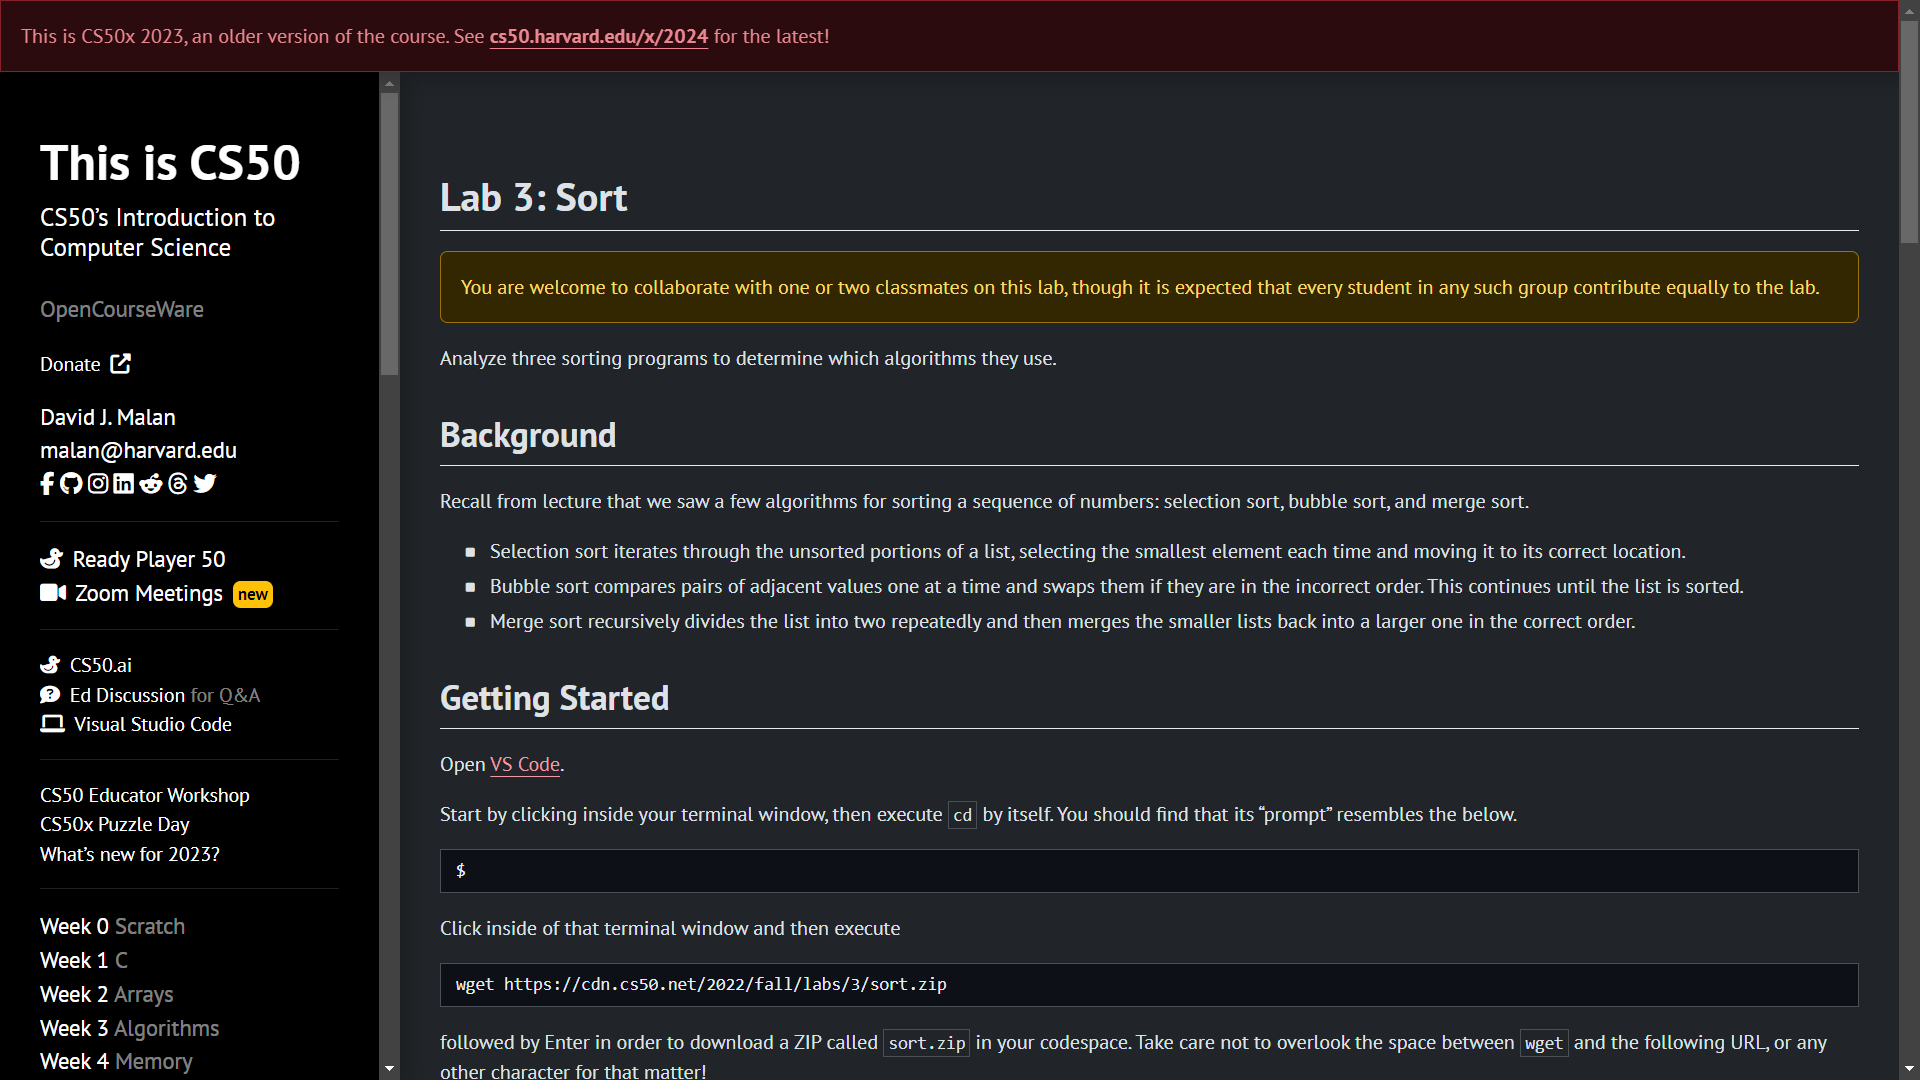 This is CS50x 2023, an older version of the course. See cs50.harvard.edu/x/2024 for the latest!
This is CS50
CS50’s Introduction to
Computer Science
OpenCourseWare
Donate
David J. Malan
malan@harvard.edu
Ready Player 50
Zoom Meetings new
CS50.ai
Ed Discussion for Q&A
Visual Studio Code
CS50 Educator Workshop
CS50x Puzzle Day
What’s new for 2023?
Week 0 Scratch
Week 1 C
Week 2 Arrays
Week 3 Algorithms
Week 4 Memory
Lab 3: Sort
You are welcome to collaborate with one or two classmates on this lab, though it is expected that every student in any such group contribute equally to the lab.
Analyze three sorting programs to determine which algorithms they use.
Background
Recall from lecture that we saw a few algorithms for sorting a sequence of numbers: selection sort, bubble sort, and merge sort.
Selection sort iterates through the unsorted portions of a list, selecting the smallest element each time and moving it to its correct location.
Bubble sort compares pairs of adjacent values one at a time and swaps them if they are in the incorrect order. This continues until the list is sorted.
Merge sort recursively divides the list into two repeatedly and then merges the smaller lists back into a larger one in the correct order.
Getting Started
Open VS Code.
Start by clicking inside your terminal window, then execute cd by itself. You should find that its “prompt” resembles the below.
$
Click inside of that terminal window and then execute
wget https://cdn.cs50.net/2022/fall/labs/3/sort.zip
followed by Enter in order to download a ZIP called sort.zip in your codespace. Take care not to overlook the space between wget and the following URL, or any
other character for that matter!